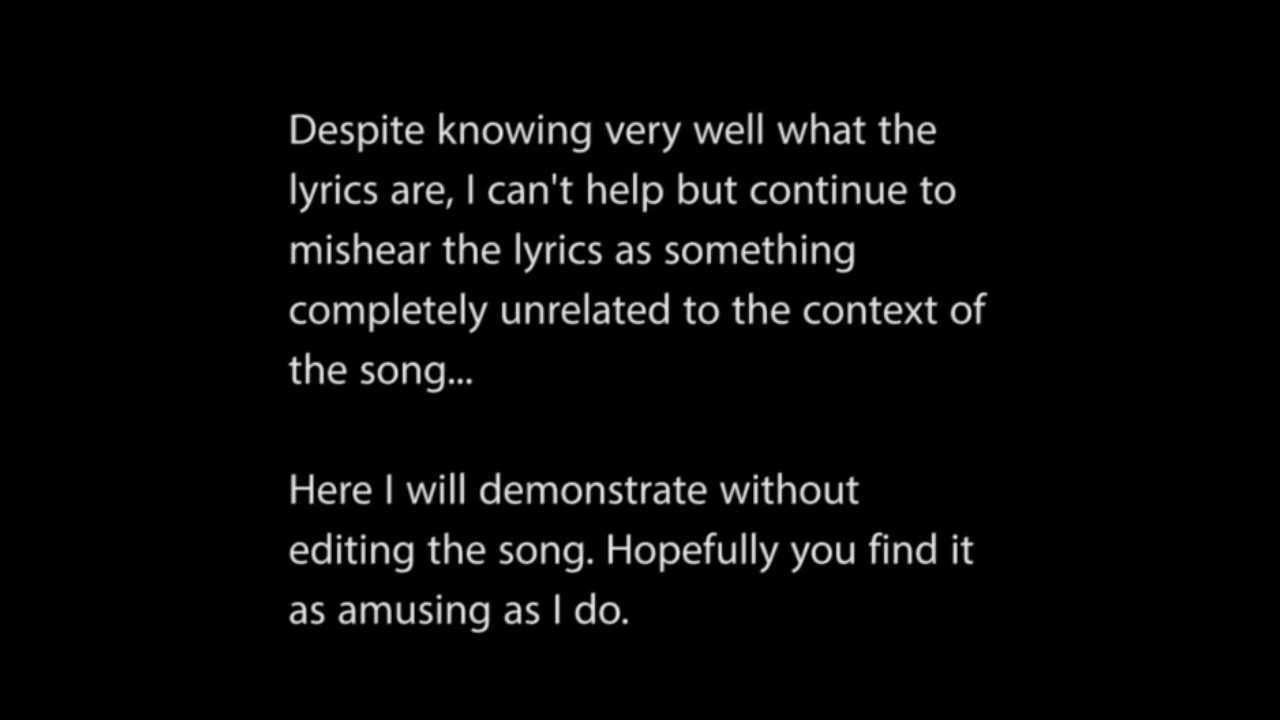 Despite knowing very well what the
lyrics are, I can't help but continue to
mishear the lyrics as something
completely unrelated to the context of
the song...
Here I will demonstrate without
editing the song. Hopefully you find it
as amusing as I do.